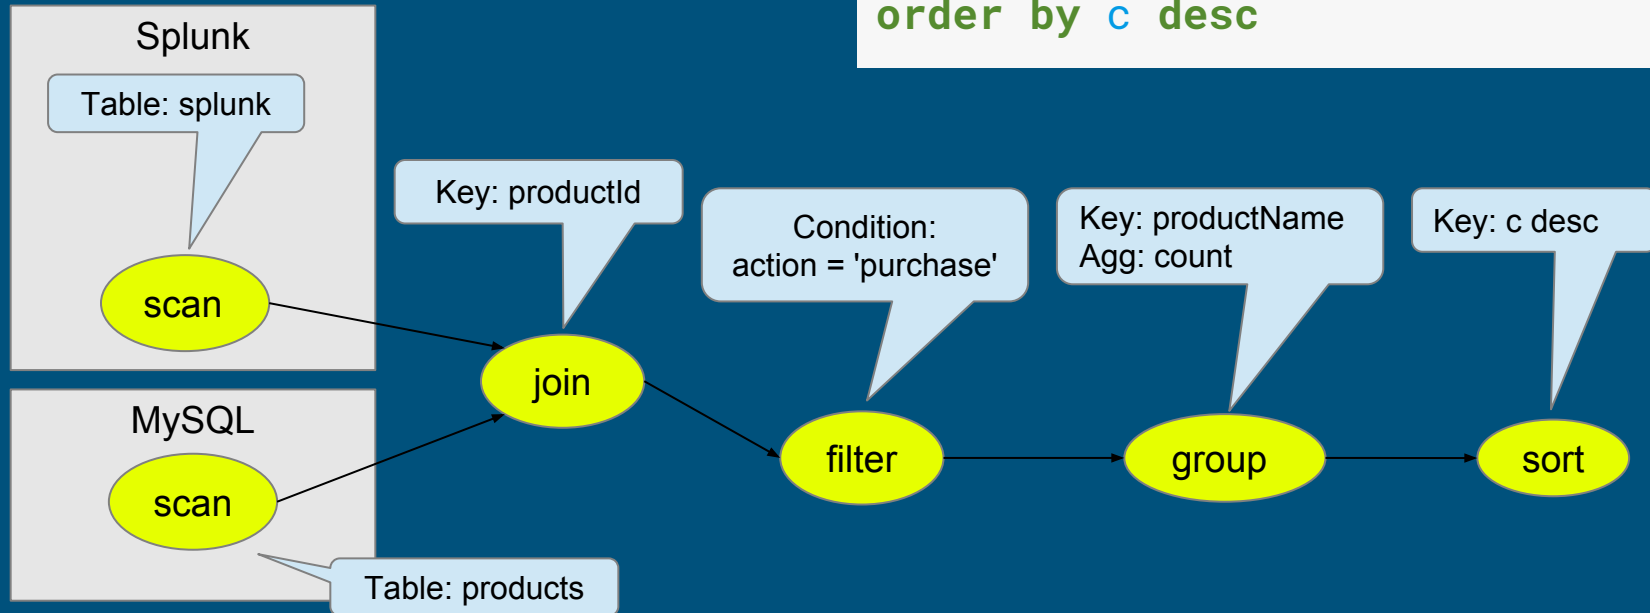 order by c desc
Splunk
Table: splunk
scan
MySQL
scan
Table: products
Key: productId
join
Condition:
action = 'purchase'
filter
Key: productName
Agg: count
group
Key: c desc
sort